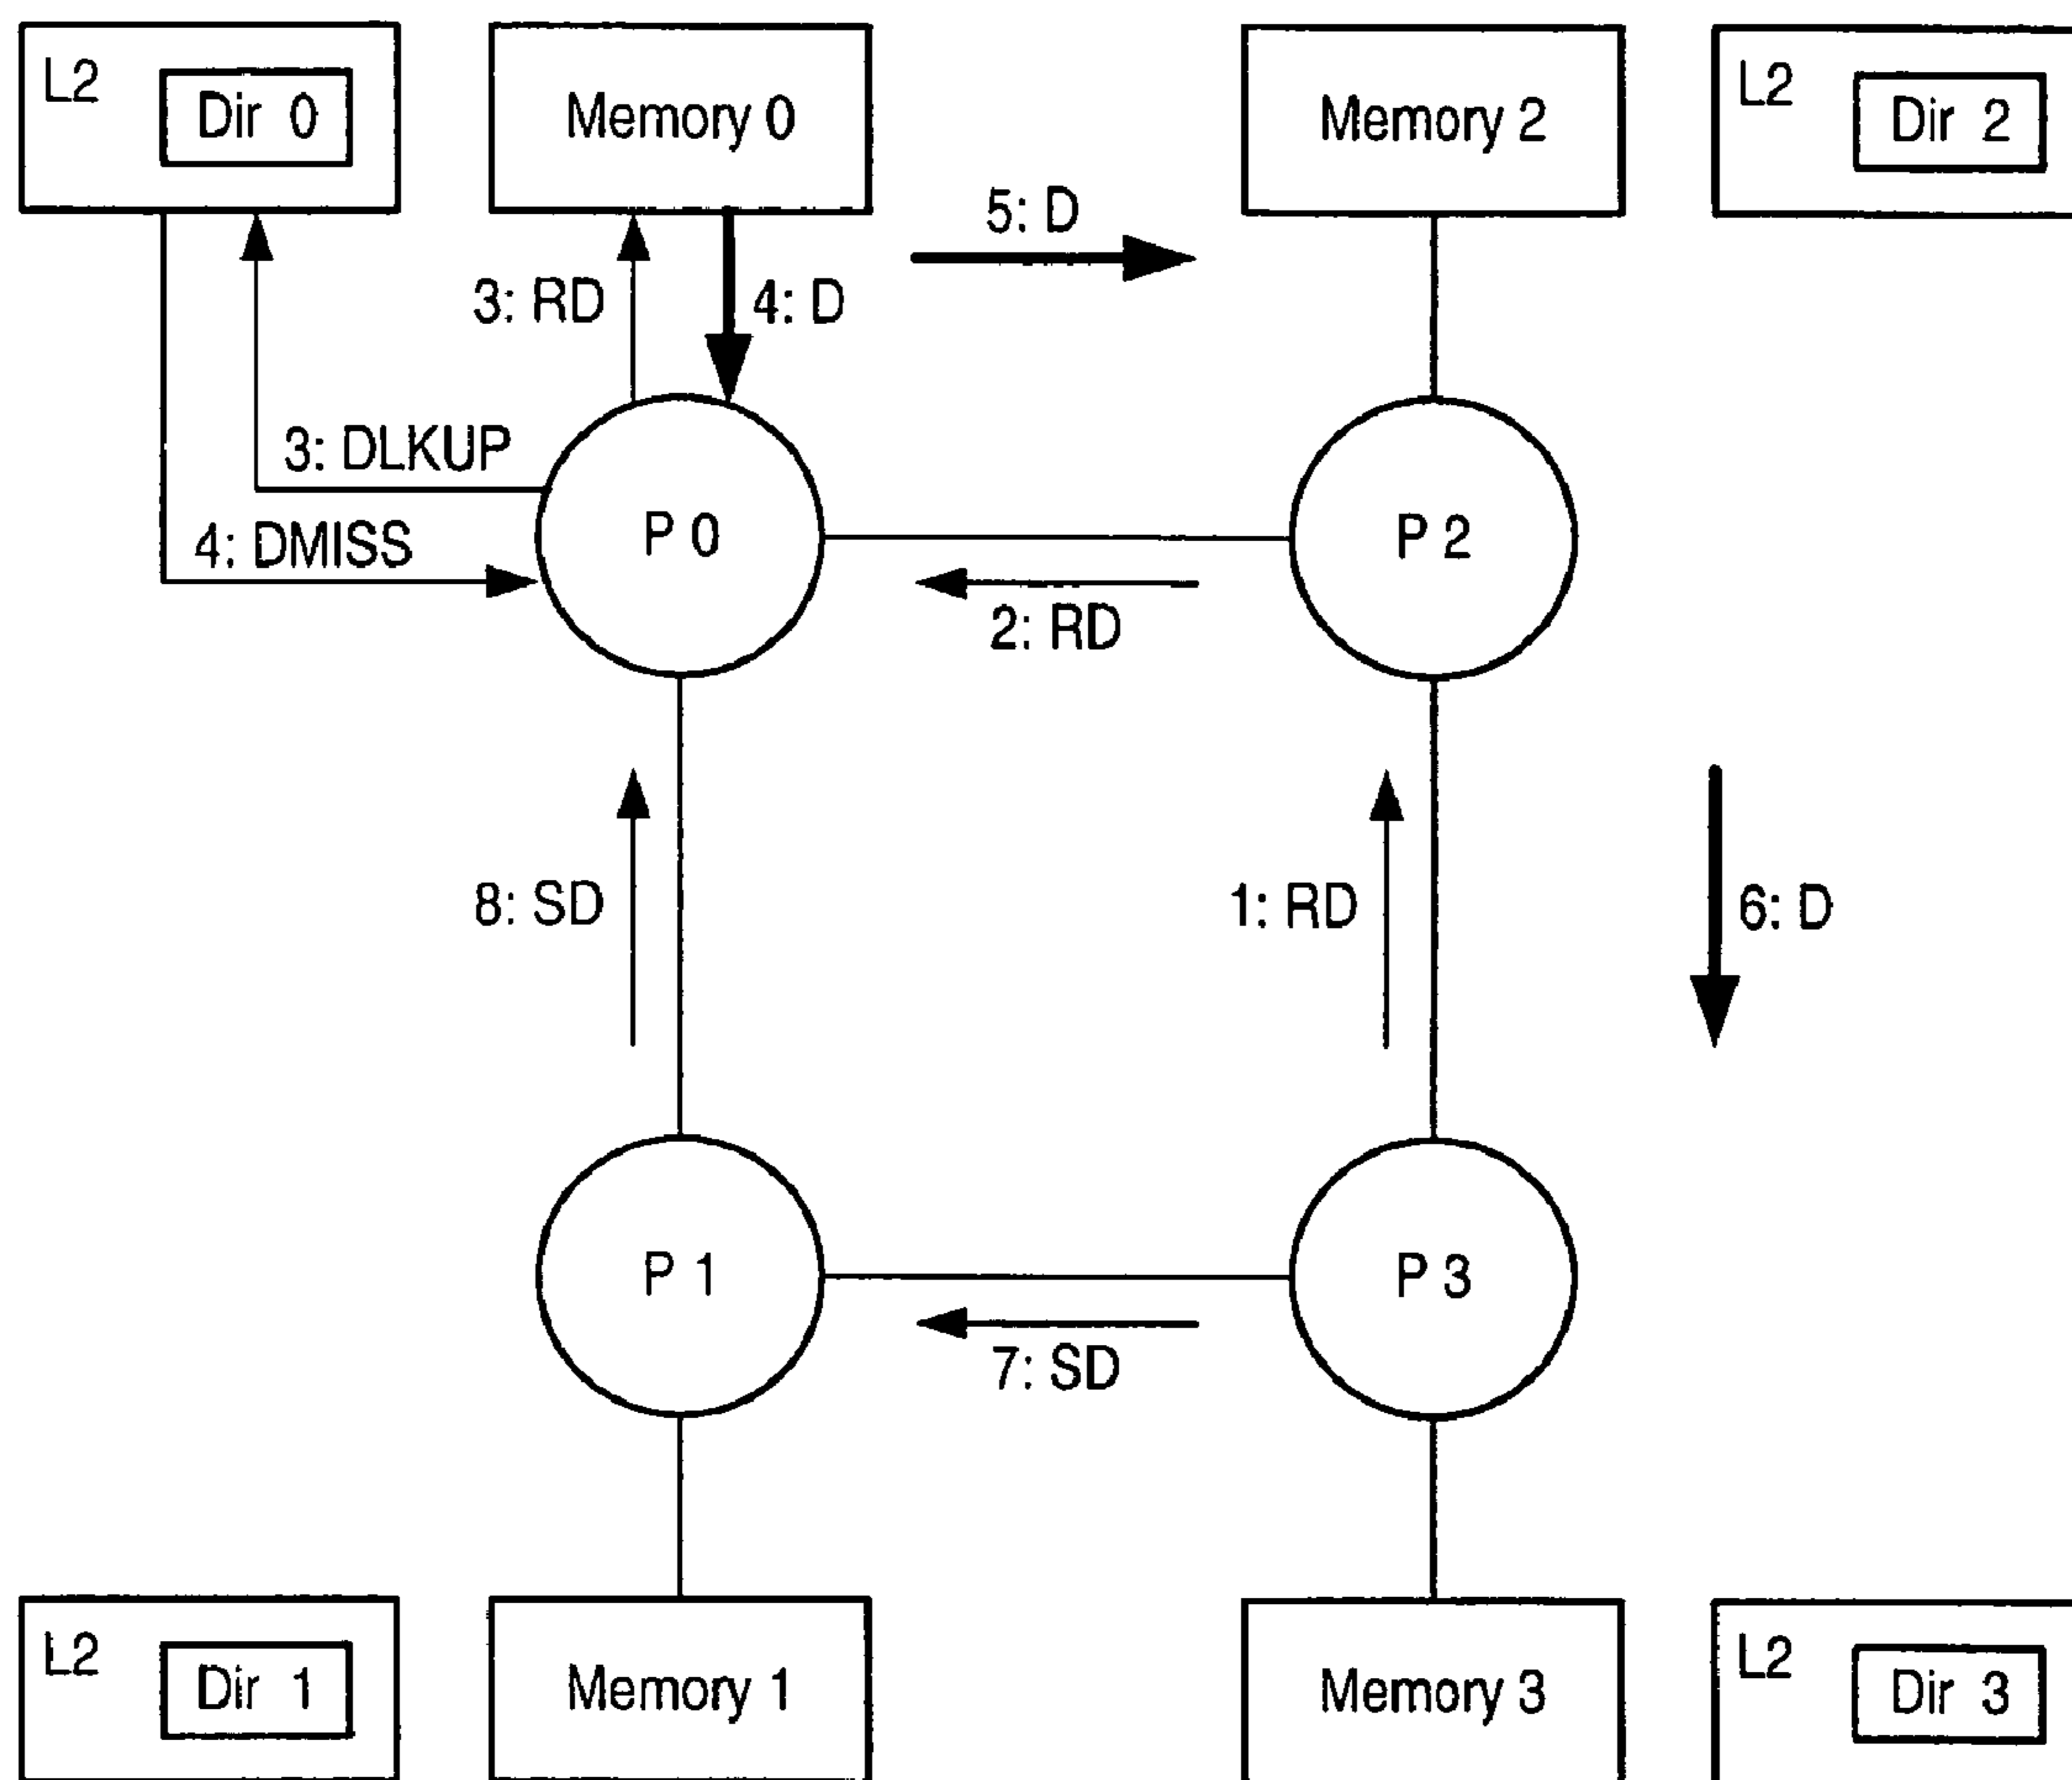 L2
Dir 0
Memory 0
Memory 2
L2
Dir 2
5: D
3: RD
4: D
3: DLKUP
4: DMISS
P 0
P 2
2: RD
8: SD
1: RD
6: D
P 1
P 3
7: SD
L2
Dir 1
Memory 1
Memory 3
L2
Dir 3